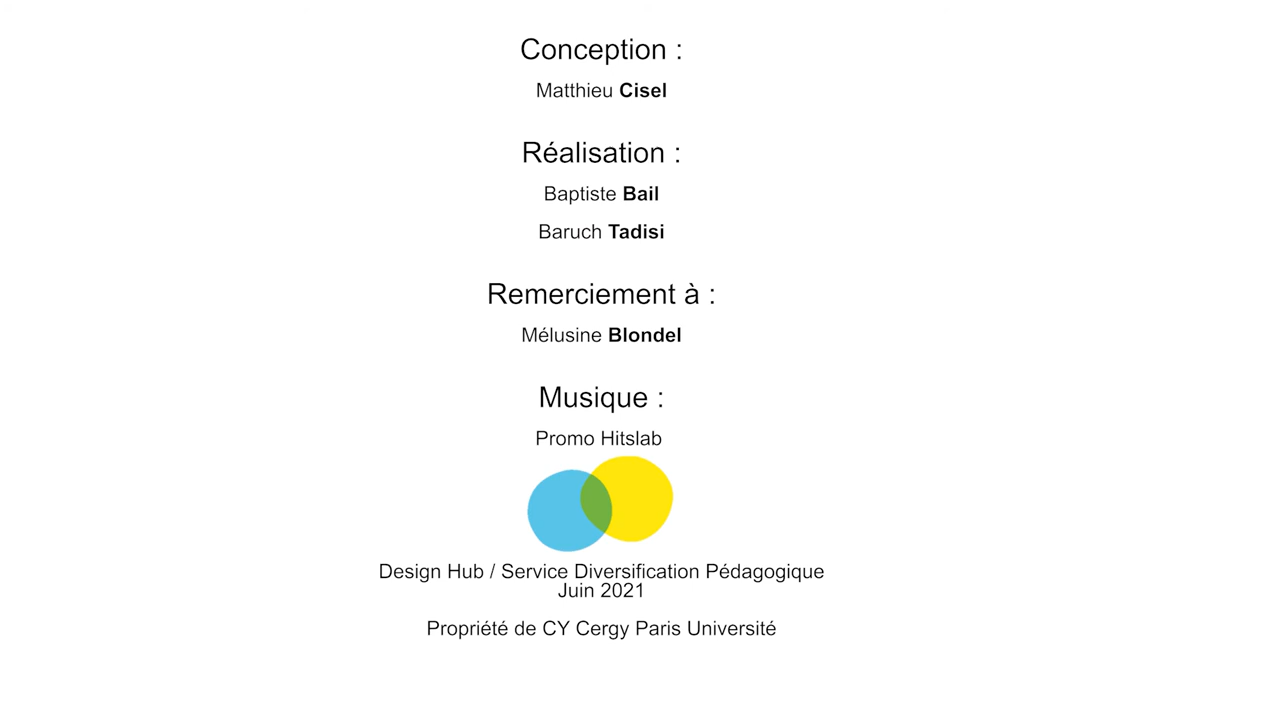 Conception :
Matthieu Cisel
Réalisation :
Baptiste Bail
Baruch Tadisi
Remerciement à :
Mélusine Blondel
Musique :
Promo Hitslab
Design Hub / Service Diversification Pédagogique
Juin 2021
Propriété de CY Cergy Paris Université